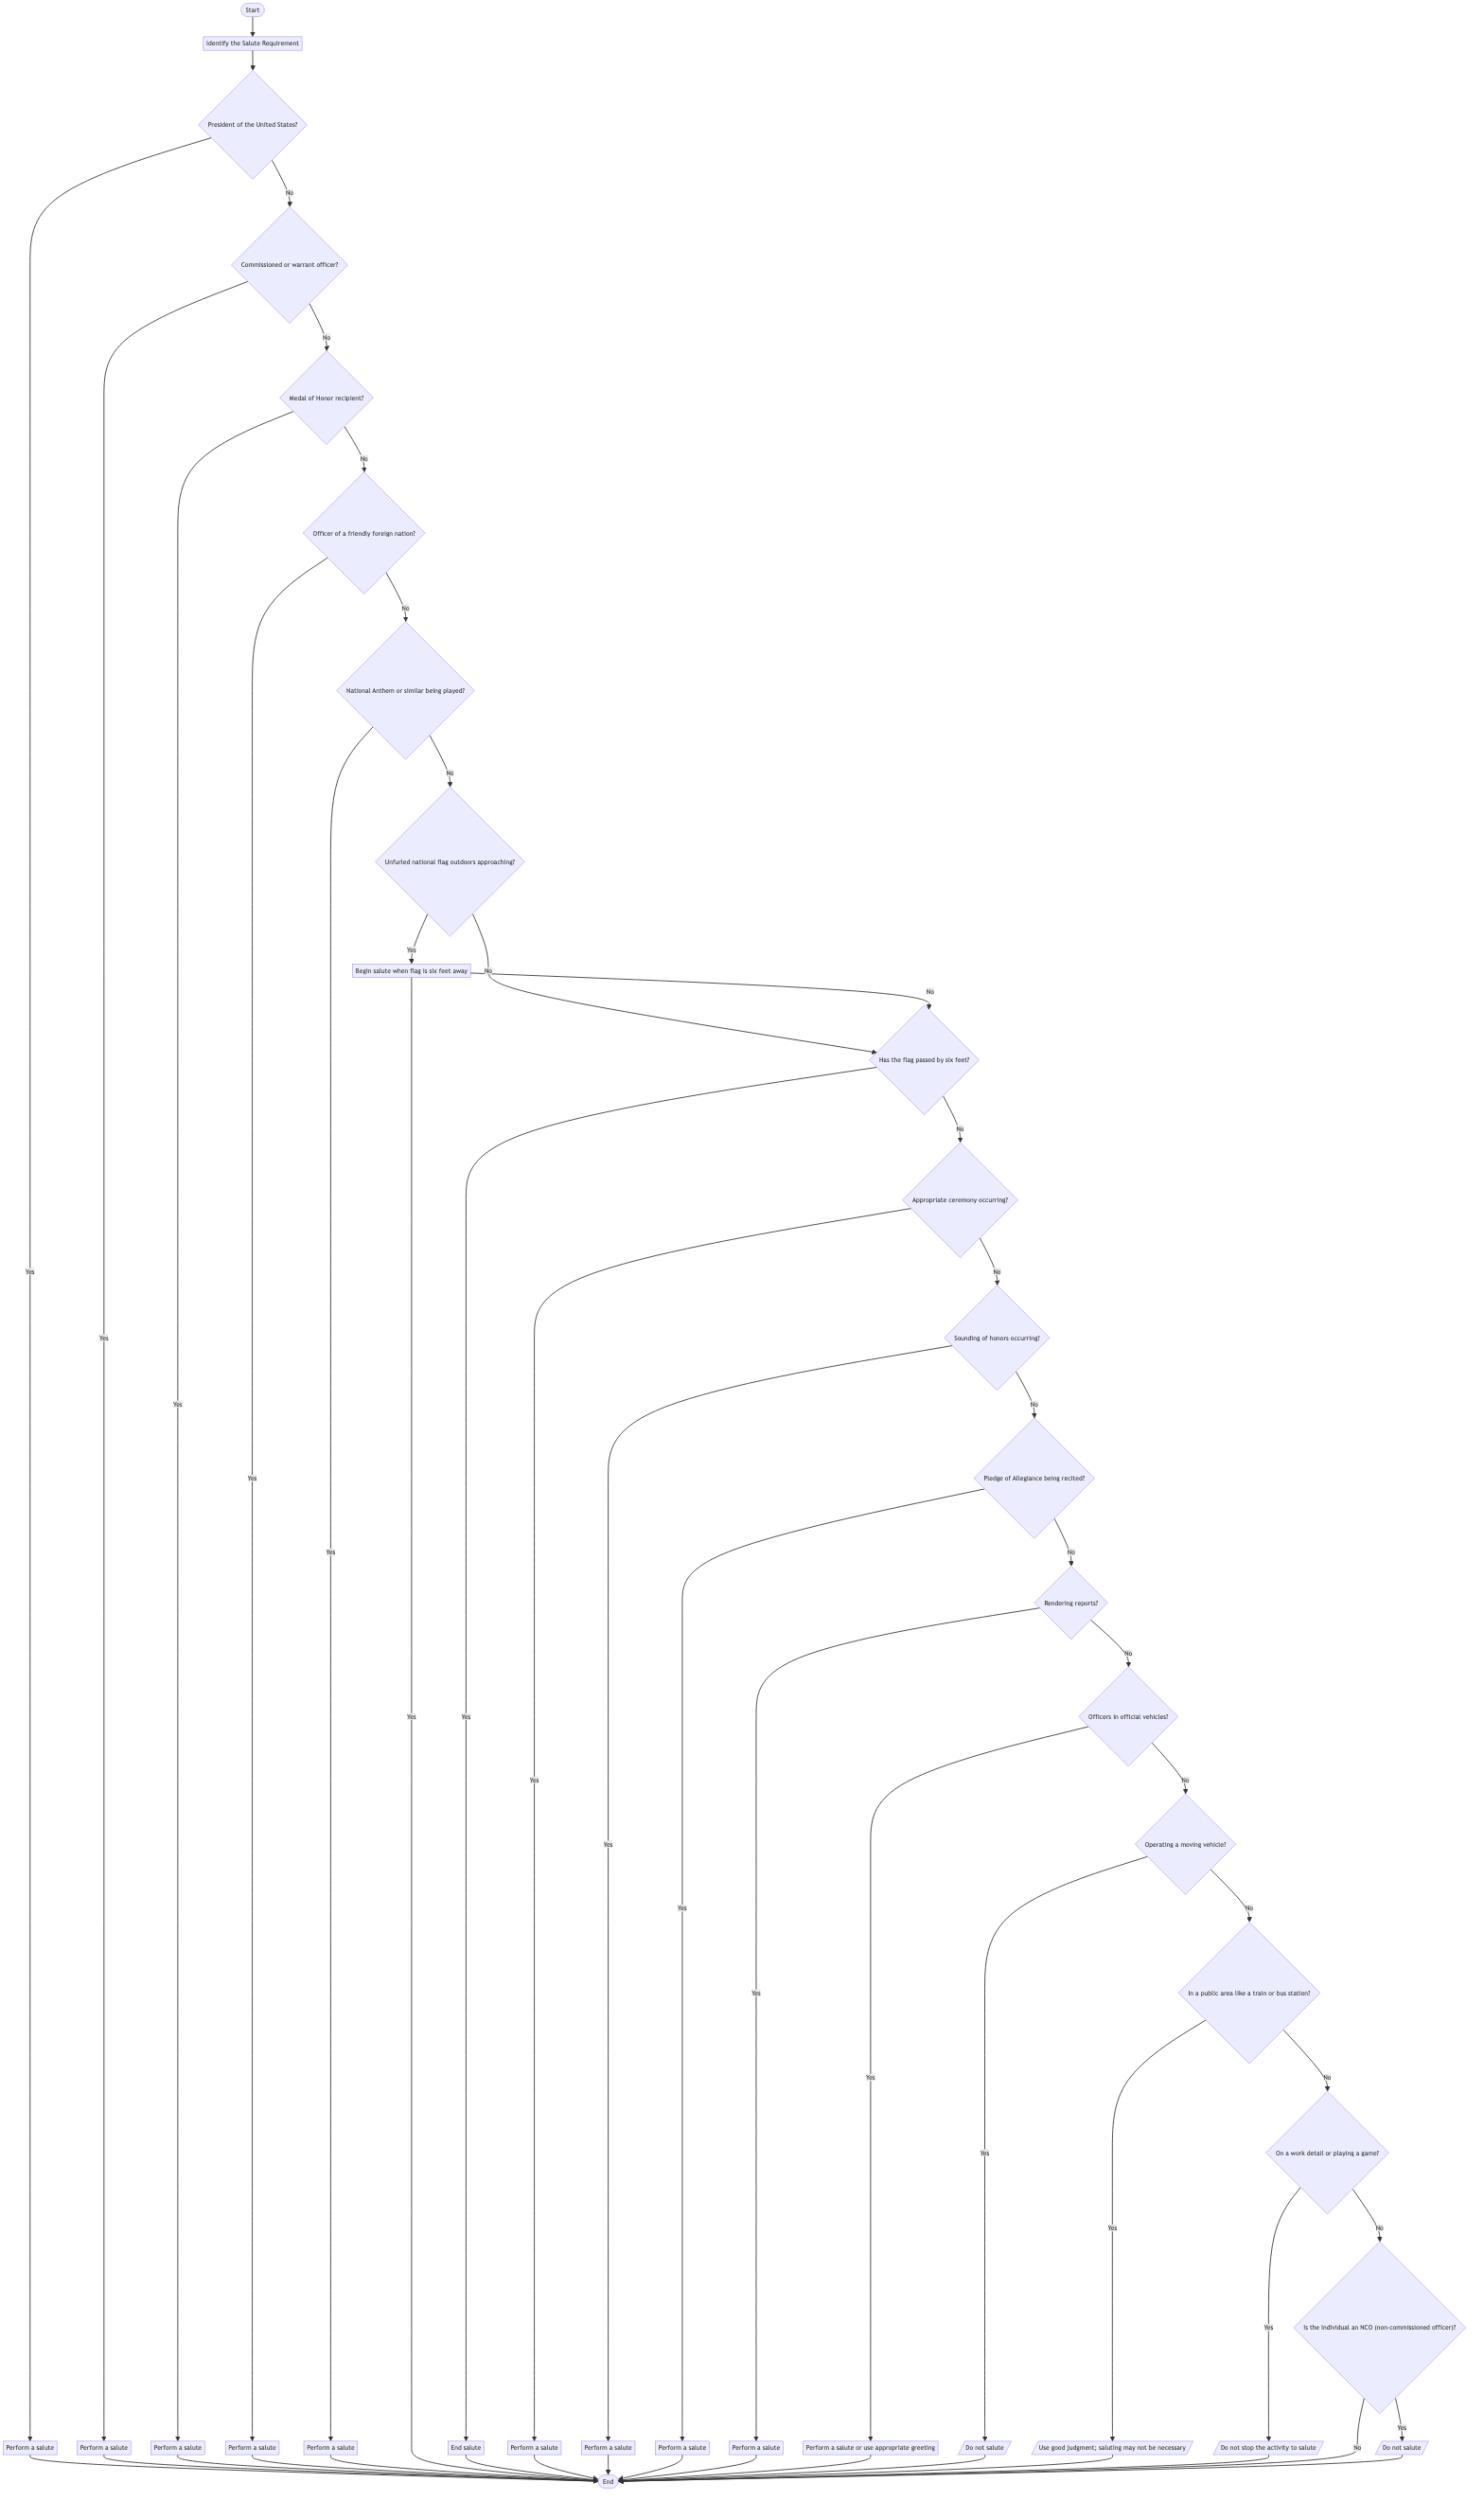 Start
Identify the Salute Requirement
President of the United States?
No
Commissioned or warrant officer?
No
Medal of Honor recipient?
No
Officer of a friendly foreign nation?
No
National Anthem or similar being played?
No
Unfurled national flag outdoors approaching?
Yes
Begin salute when flag is six feet away
No
No
Has the flag passed by six feet?
No
Appropriate ceremony occurring?
No
Yes
Sounding of honors occurring?
Yes
Yes
No
Pledge of Allegiance being recited?
Yes
Yes
No
Rendering reports?
No
Officers in official vehicles?
Yes
Yes
Yes
No
Operating a moving vehicle?
Yes
Yes
No
In a public area like a train or bus station?
Yes
Yes
No
On a work detail or playing a game?
Yes
Yes
No
Is the individual an NCO (non-commissioned officer)?
Yes
Yes
Perform a salute
Perform a salute
Perform a salute
Perform a salute
Perform a salute
End salute
Perform a salute
Perform a salute
Perform a salute
Perform a salute
Perform a salute or use appropriate greeting
Do not salute
Use good judgment; saluting may not be necessary
Do not stop the activity to salute
No
Do not salute
End